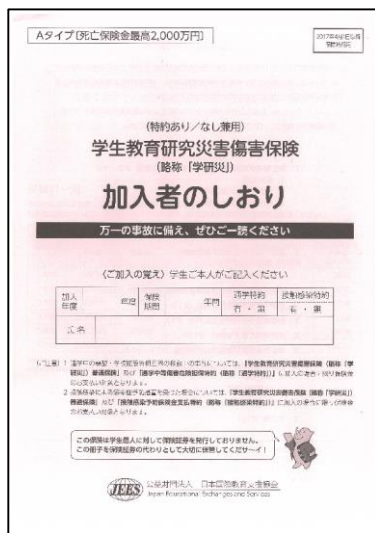 Aタイプ[死亡保険金最高2,000万円]
(特約あり/なし兼用)
学生教育研究災害傷害保険
(略称「学研災」)
加入者のしおり
万一の事故に備え、ぜひご一読ください
〈ご加入の覚え〉学生ご本人がご記入ください
加入年度
年度
保険期間
年間
通学特約
有・無
接触感染特約
有・無
氏名
この保険は学生個人に対して保険証券を発行しておりません。
この冊子を保険証券の代わりとして大切に保管してくださーイ!
JEES
公益財団法人 日本国際教育支援協会
Japan Educational Exchanges and Services